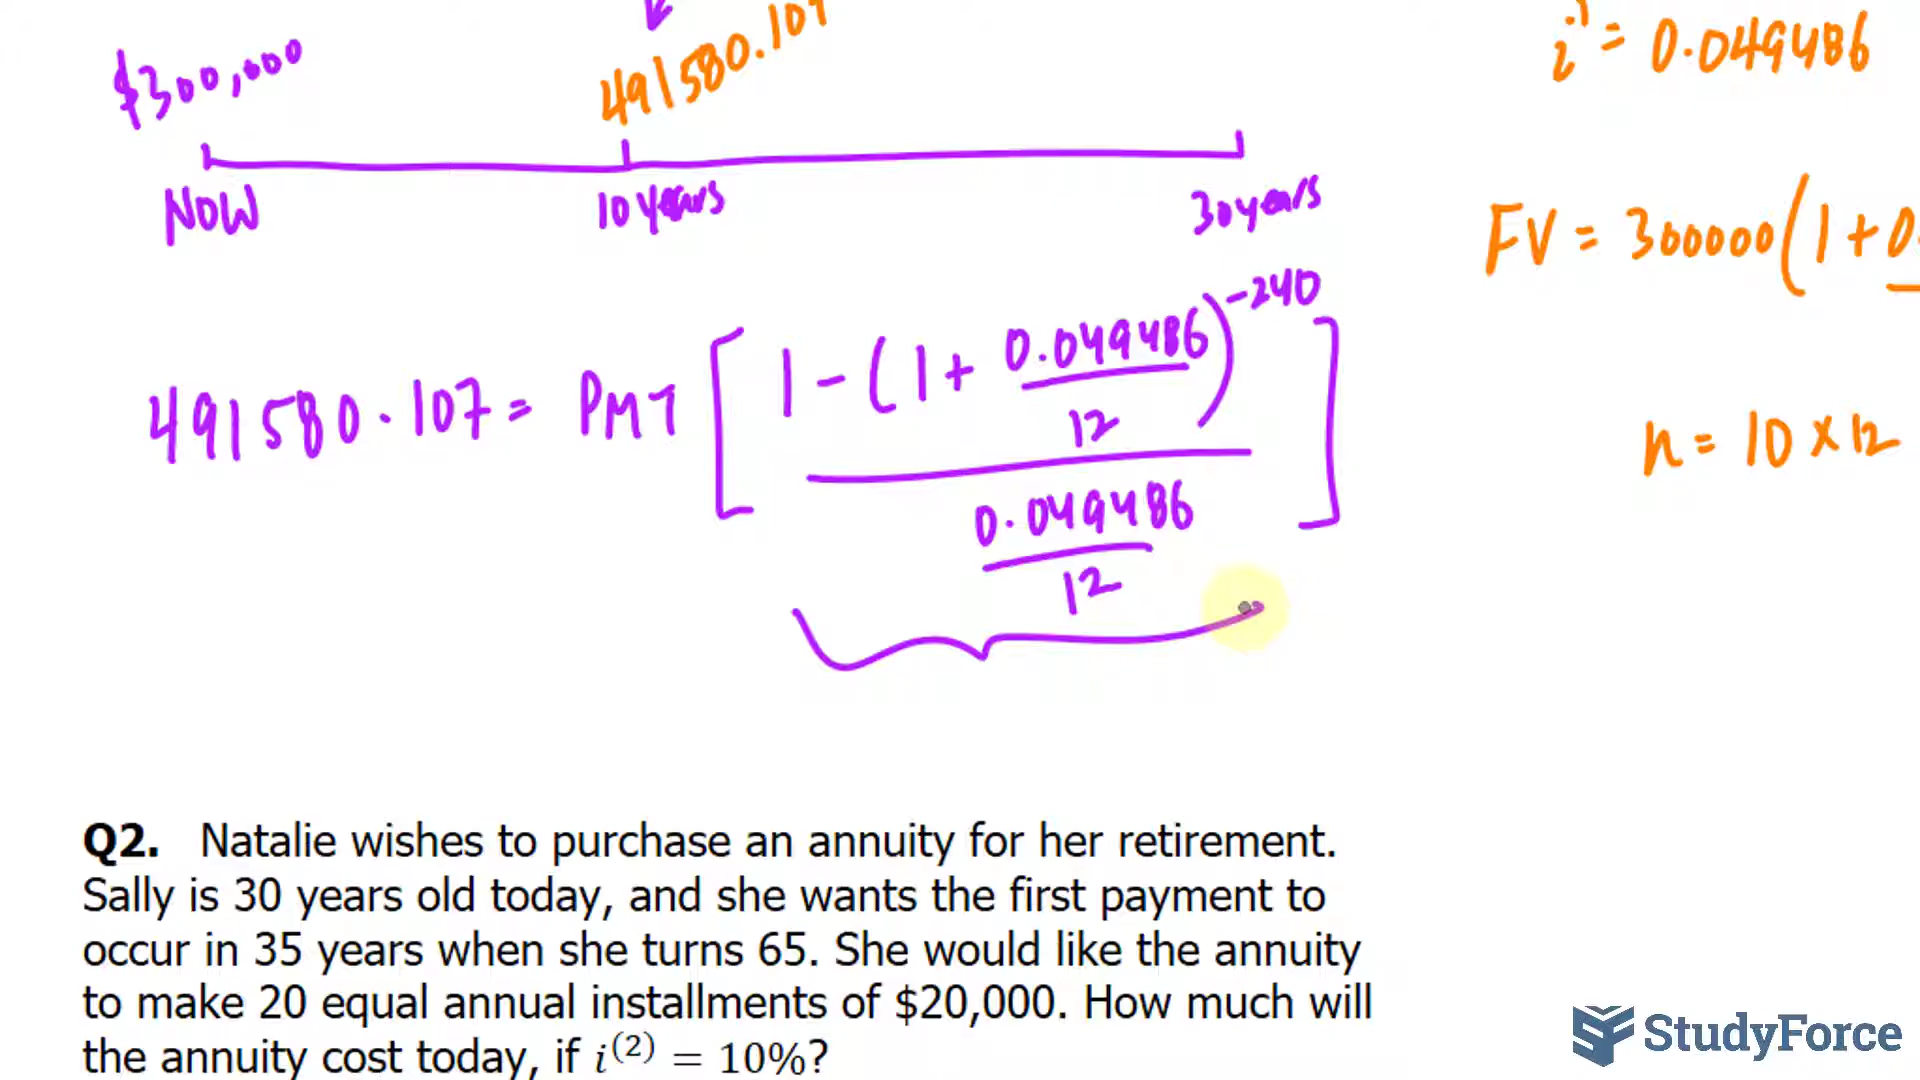 $300,000
491580.107
i = 0.049486
NOW
10 years
30 years
FV = 300000(1+0.
491580.107 = PMT [ 1-(1+ 0.049486/12)^-240 / 0.049486/12 ]
n = 10 x 12
Q2. Natalie wishes to purchase an annuity for her retirement.
Sally is 30 years old today, and she wants the first payment to
occur in 35 years when she turns 65. She would like the annuity
to make 20 equal annual installments of $20,000. How much will
the annuity cost today, if i^(2) = 10%?
StudyForce